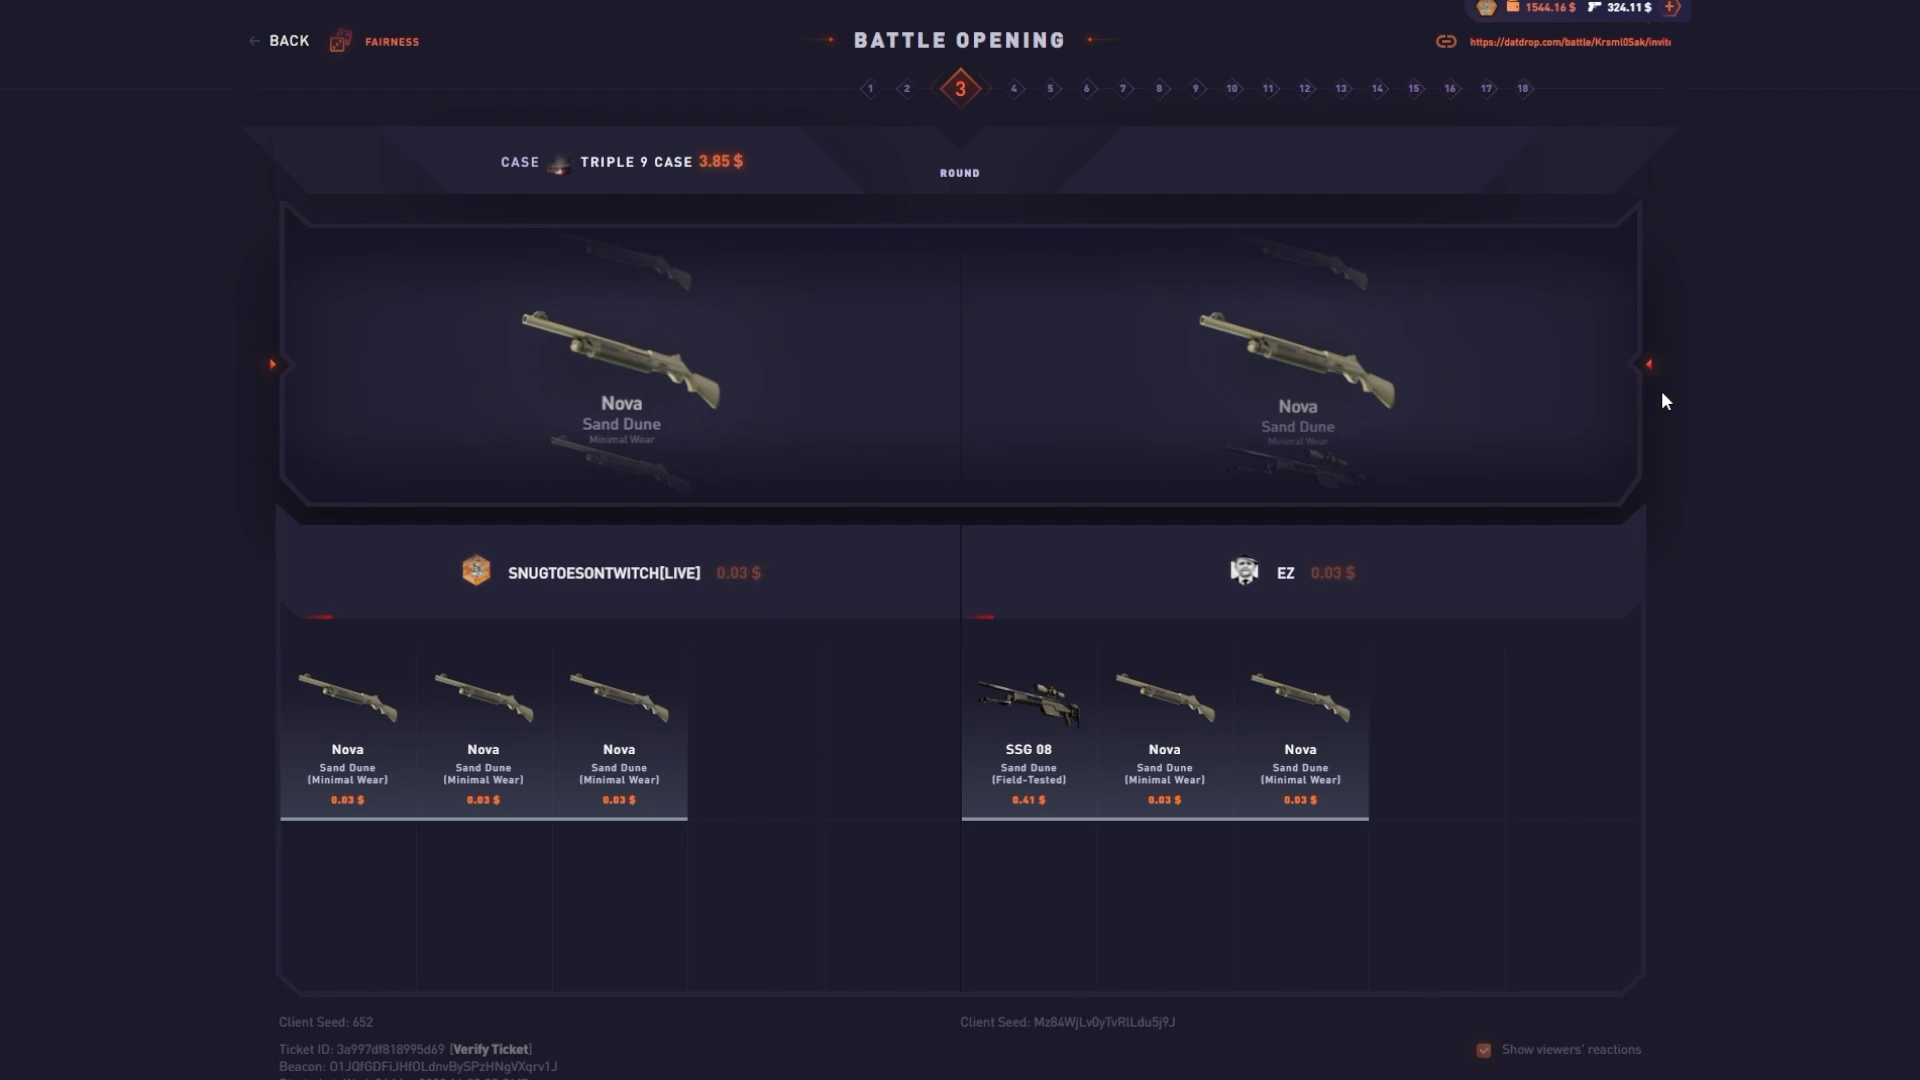 1544.16 $ 324.11 $
BACK FAIRNESS
BATTLE OPENING
https://datdrop.com/battle/Krsml0Sak/invit
1 2 3 4 5 6 7 8 9 10 11 12 13 14 15 16 17 18
CASE TRIPLE 9 CASE 3.85 $
ROUND
Nova
Sand Dune
Minimal Wear
Nova
Sand Dune
Minimal Wear
SNUGTOESONTWITCH[LIVE] 0.03 $
EZ 0.03 $
Nova
Sand Dune
(Minimal Wear)
0.03 $
Nova
Sand Dune
(Minimal Wear)
0.03 $
Nova
Sand Dune
(Minimal Wear)
0.03 $
SSG 08
Sand Dune
(Field-Tested)
0.41 $
Nova
Sand Dune
(Minimal Wear)
0.03 $
Nova
Sand Dune
(Minimal Wear)
0.03 $
Client Seed: 652
Client Seed: Mz84WjLv0yTvRlLdu5j9J
Ticket ID: 3a997df818995d69 [Verify Ticket]
Beacon: O1JQfGDFiJHfOLdnvBySPzHNgVXqrv1J
Show viewers' reactions